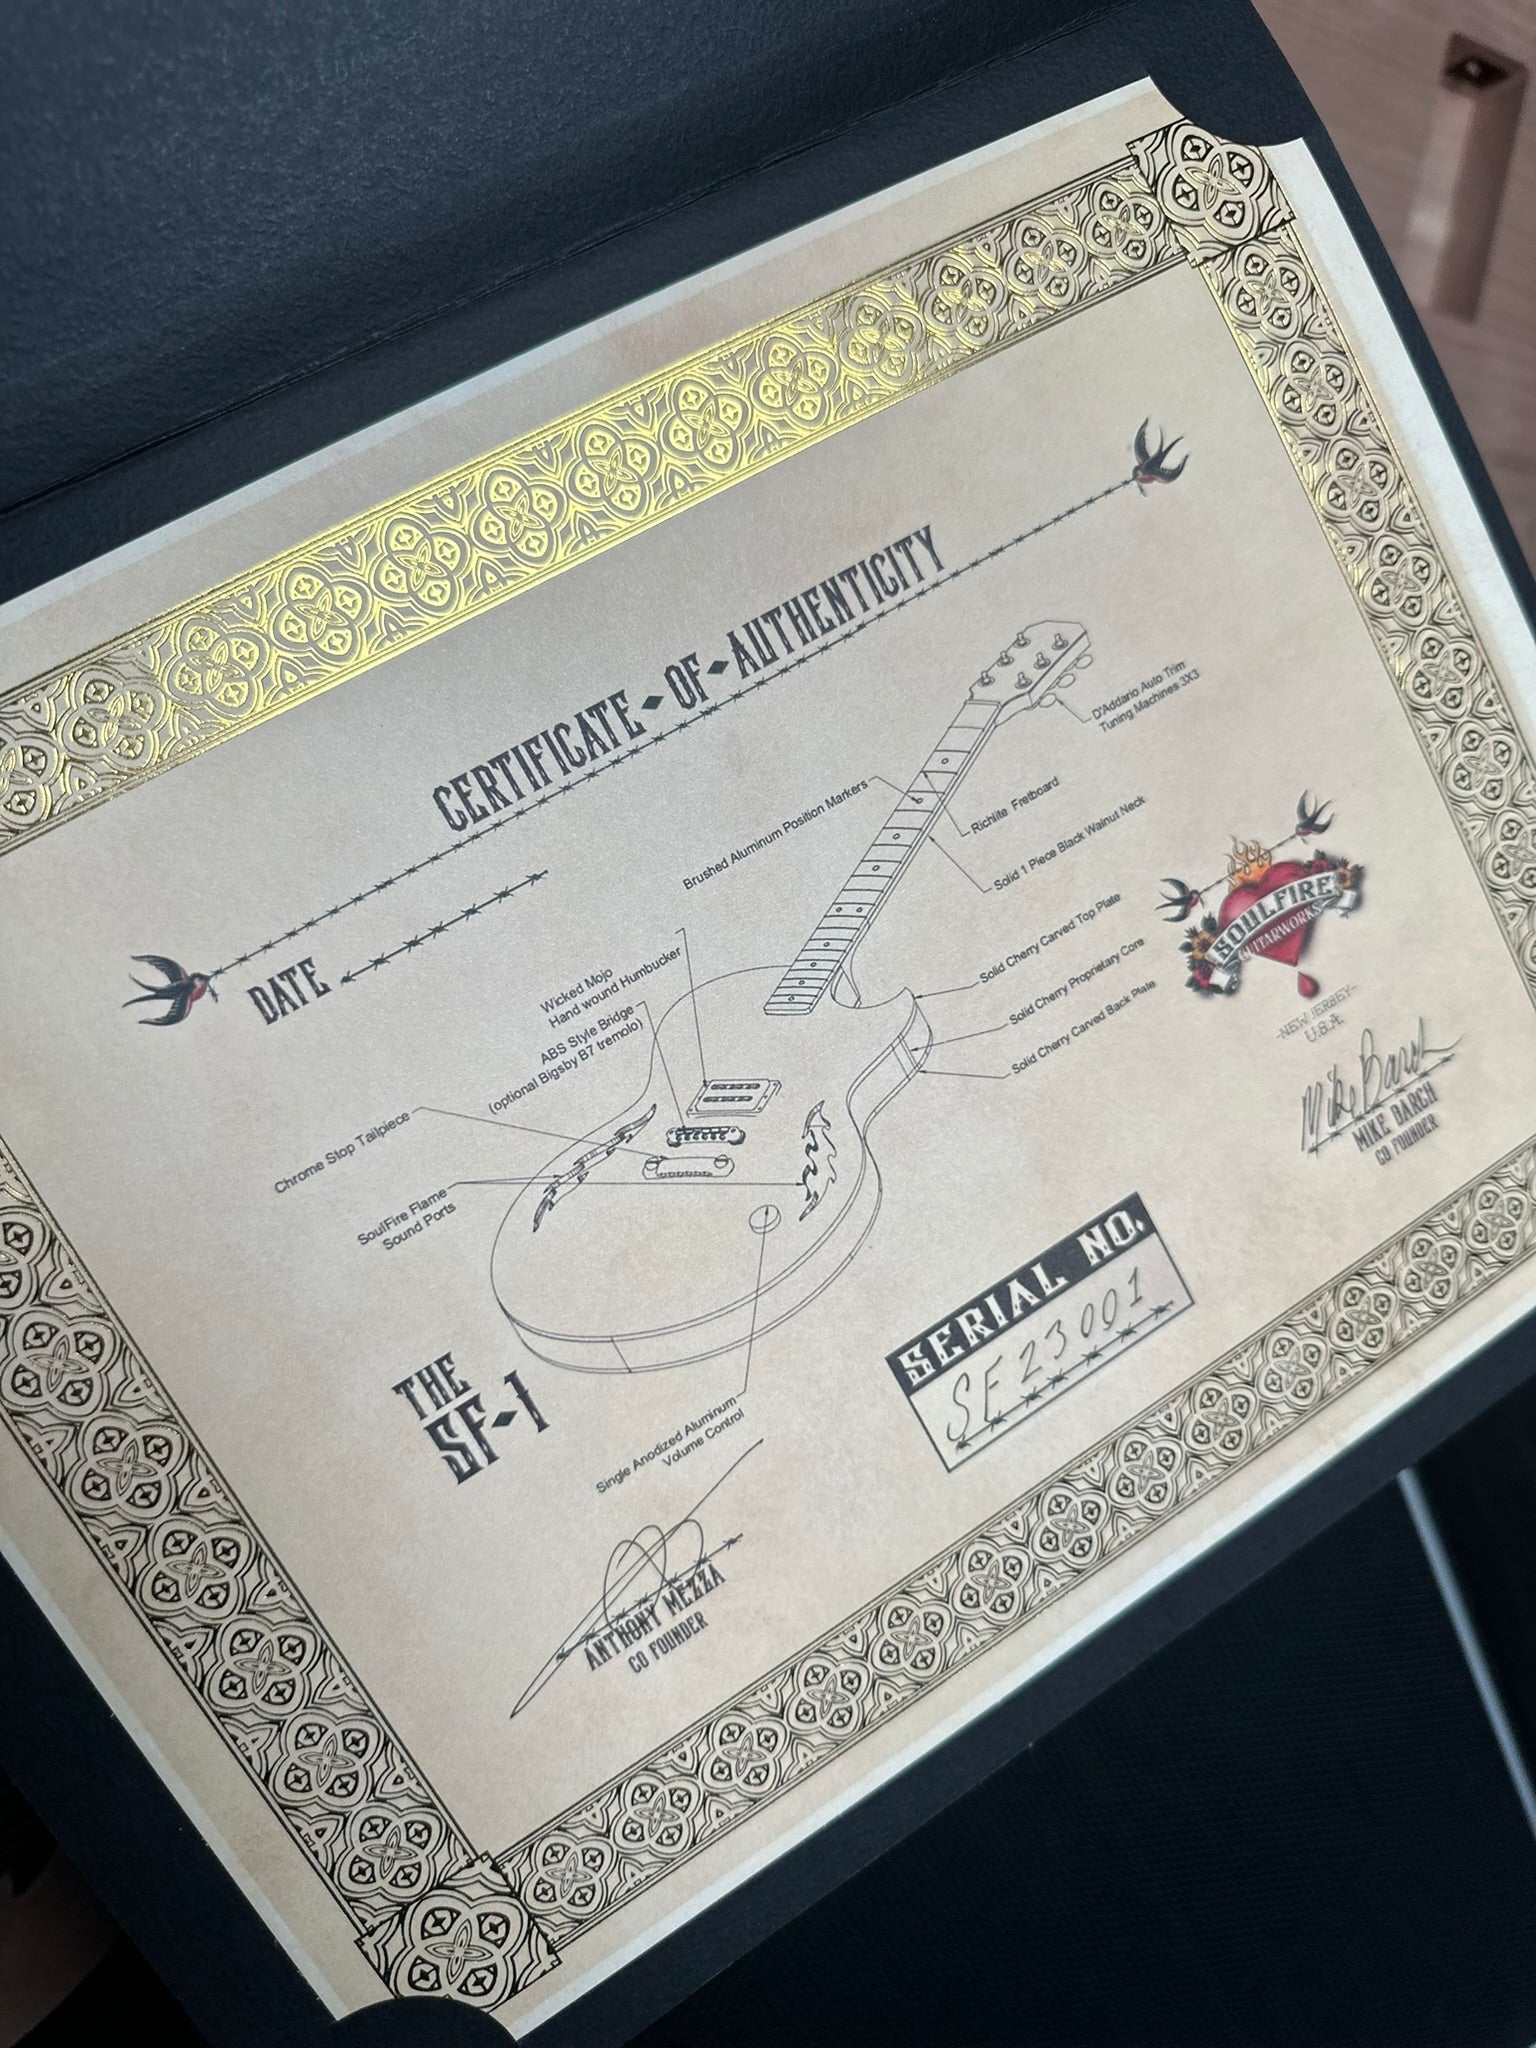 CERTIFICATE OF AUTHENTICITY
DATE
D'Addario Auto Trim
Tuning Machines 3X3
Brushed Aluminum Position Markers
Richlite Fretboard
Solid 1 Piece Black Walnut Neck
Solid Cherry Carved Top Plate
Solid Cherry Proprietary Core
Solid Cherry Carved Back Plate
Wicked Mojo
Hand wound Humbucker
ABS Style Bridge
(optional Bigsby B7 tremolo)
Chrome Stop Tailpiece
SoulFire Flame
Sound Ports
Single Anodized Aluminum
Volume Control
THE
SF-1
SOULFIRE
GUITARWORKS
NEW JERSEY
U.S.A.
Mike Barch
MIKE BARCH
CO FOUNDER
SERIAL NO.
SF23001
ANTHONY MEZZA
CO FOUNDER